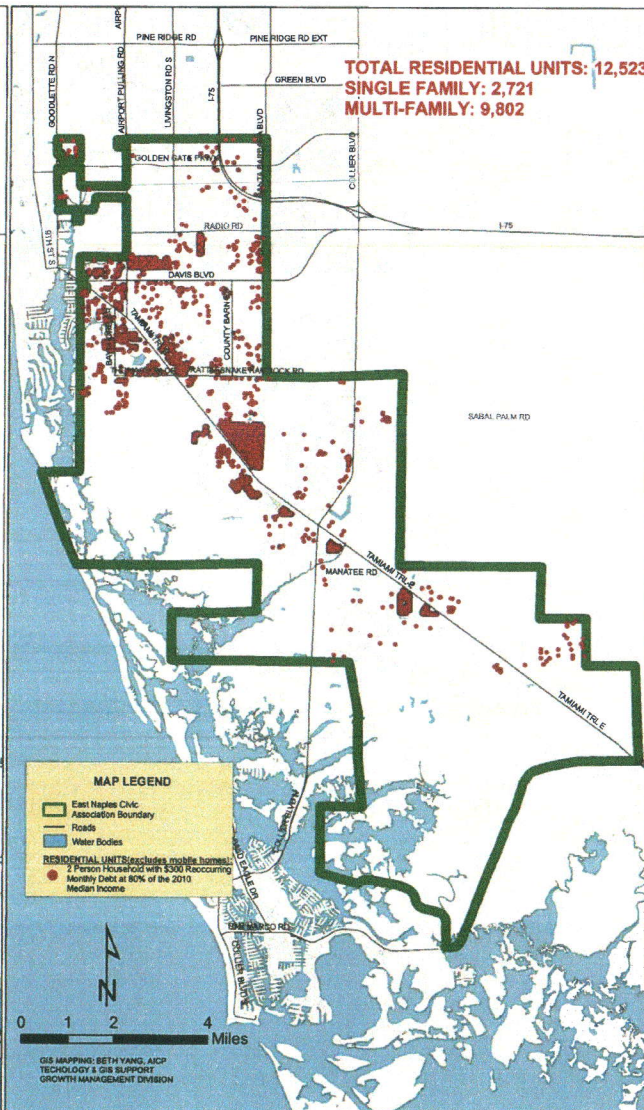 AIRP
PINE RIDGE RD
PINE RIDGE RD EXT
TOTAL RESIDENTIAL UNITS: 12,523
SINGLE FAMILY: 2,721
MULTI-FAMILY: 9,802
GOODLETTE RD N
AIRPORT PULLING RD
LIVINGSTON RD S
I-75
GREEN BLVD
SANTA BARBARA BLVD
COLLIER BLVD
GOLDEN GATE PKWY
9TH ST S
RADIO RD
I-75
DAVIS BLVD
COUNTY BARN
TAMIAMI TRL E
RATTLESNAKE HAMMOCK RD
SABAL PALM RD
MANATEE RD
TAMIAMI TRL E
TAMIAMI TRL E
MAP LEGEND
East Naples Civic
Association Boundary
Roads
Water Bodies
RESIDENTIAL UNITS(excludes mobile homes):
2 Person Household with $300 Reoccurring
Monthly Debt at 80% of the 2010
Median Income
EAGLE DR
SAN MARCO RD
COLLIER BLVD
N
0 1 2 4
Miles
GIS MAPPING: BETH YANG, AICP
TECHOLOGY & GIS SUPPORT
GROWTH MANAGEMENT DIVISION